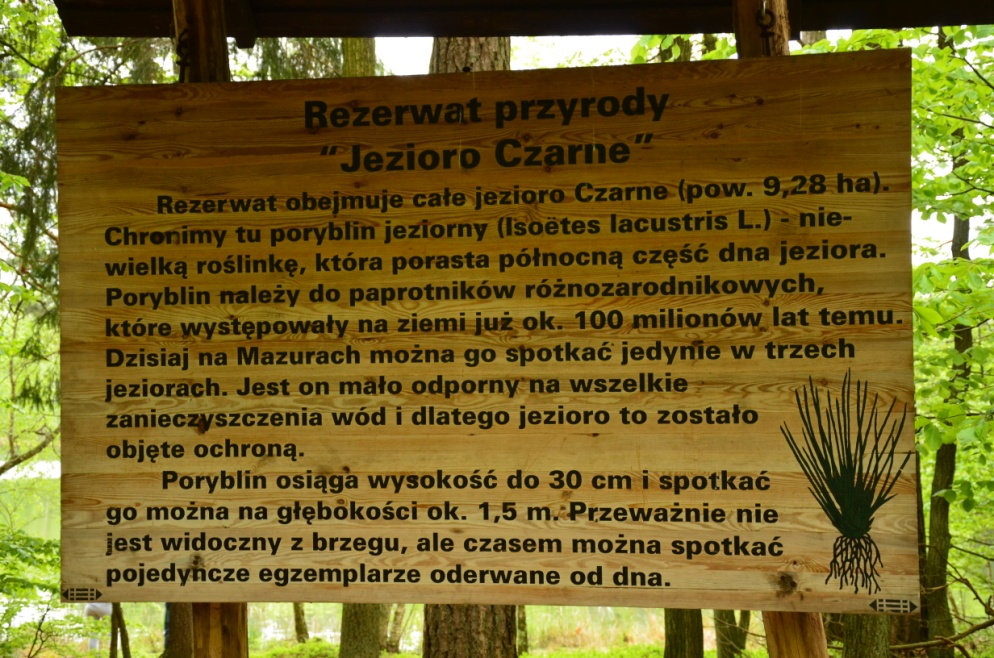 Rezerwat przyrody
"Jezioro Czarne"
Rezerwat obejmuje całe jezioro Czarne (pow. 9,28 ha).
Chronimy tu poryblin jeziorny (Isoëtes lacustris L.) - nie-
wielką roślinkę, która porasta północną część dna jeziora.
Poryblin należy do paprotników różnozarodnikowych,
które występowały na ziemi już ok. 100 milionów lat temu.
Dzisiaj na Mazurach można go spotkać jedynie w trzech
jeziorach. Jest on mało odporny na wszelkie
zanieczyszczenia wód i dlatego jezioro to zostało
objęte ochroną.
Poryblin osiąga wysokość do 30 cm i spotkać
go można na głębokości ok. 1,5 m. Przeważnie nie
jest widoczny z brzegu, ale czasem można spotkać
pojedyńcze egzemplarze oderwane od dna.